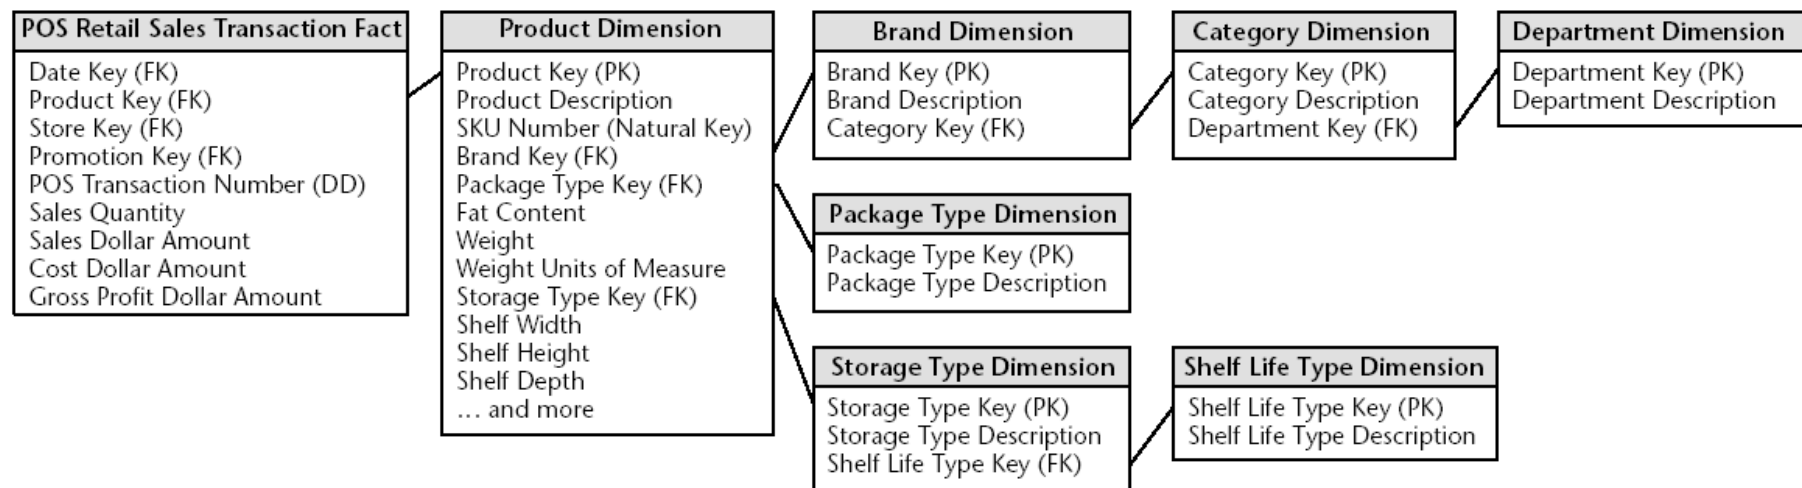 POS Retail Sales Transaction Fact
Date Key (FK)
Product Key (FK)
Store Key (FK)
Promotion Key (FK)
POS Transaction Number (DD)
Sales Quantity
Sales Dollar Amount
Cost Dollar Amount
Gross Profit Dollar Amount
Product Dimension
Product Key (PK)
Product Description
SKU Number (Natural Key)
Brand Key (FK)
Package Type Key (FK)
Fat Content
Weight
Weight Units of Measure
Storage Type Key (FK)
Shelf Width
Shelf Height
Shelf Depth
... and more
Brand Dimension
Brand Key (PK)
Brand Description
Category Key (FK)
Category Dimension
Category Key (PK)
Category Description
Department Key (FK)
Department Dimension
Department Key (PK)
Department Description
Package Type Dimension
Package Type Key (PK)
Package Type Description
Storage Type Dimension
Storage Type Key (PK)
Storage Type Description
Shelf Life Type Key (FK)
Shelf Life Type Dimension
Shelf Life Type Key (PK)
Shelf Life Type Description